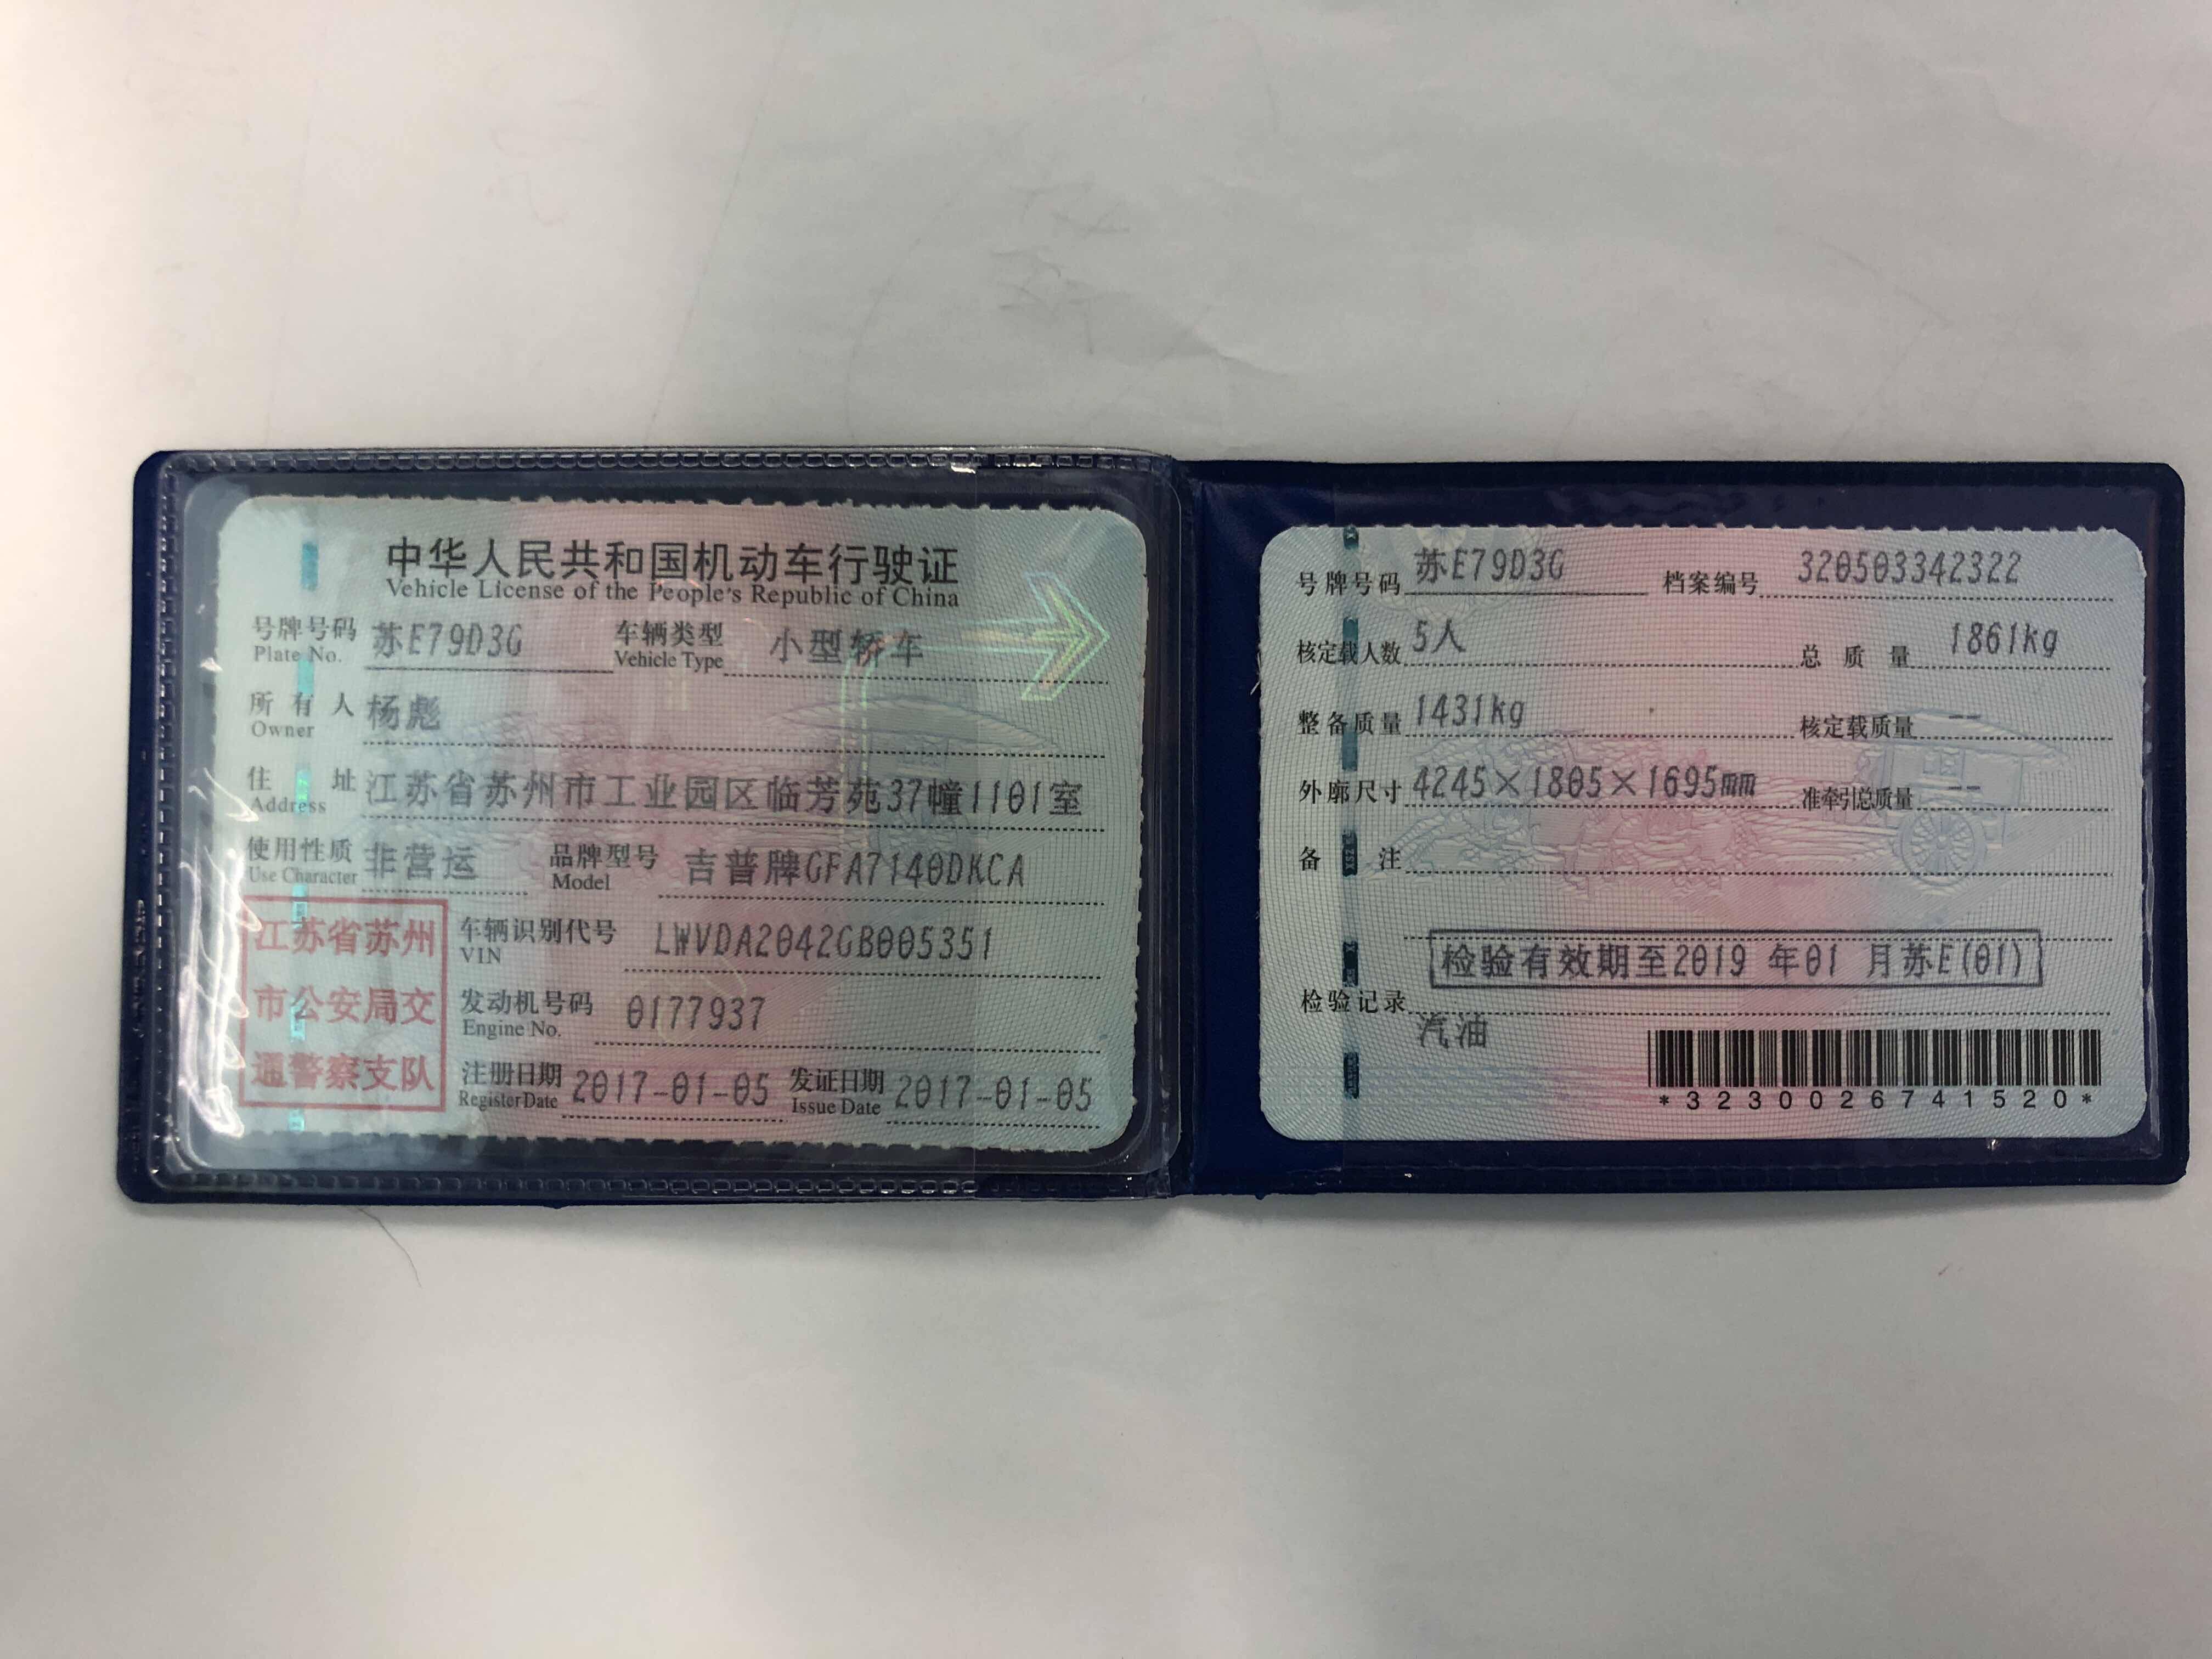 中华人民共和国机动车行驶证
Vehicle License of the People's Republic of China
号牌号码 苏E79D3G 车辆类型 小型轿车
Plate No. Vehicle Type
所有人 杨彪
Owner
住址 江苏省苏州市工业园区临芳苑37幢1101室
Address
使用性质 非营运 品牌型号 吉普牌GFA7140DKCA
Use Character Model
江苏省苏州
市公安局交
通警察支队
车辆识别代号 LWVDA2042GB005351
VIN
发动机号码 0177937
Engine No.
注册日期 2017-01-05 发证日期 2017-01-05
Register Date Issue Date
号牌号码 苏E79D3G 档案编号 320503342322
核定载人数 5人 总质量 1861kg
整备质量 1431kg 核定载质量 --
外廓尺寸 4245×1805×1695mm 准牵引总质量 --
备注
检验有效期至2019年01月苏E(01)
检验记录
汽油
*3230026741520*